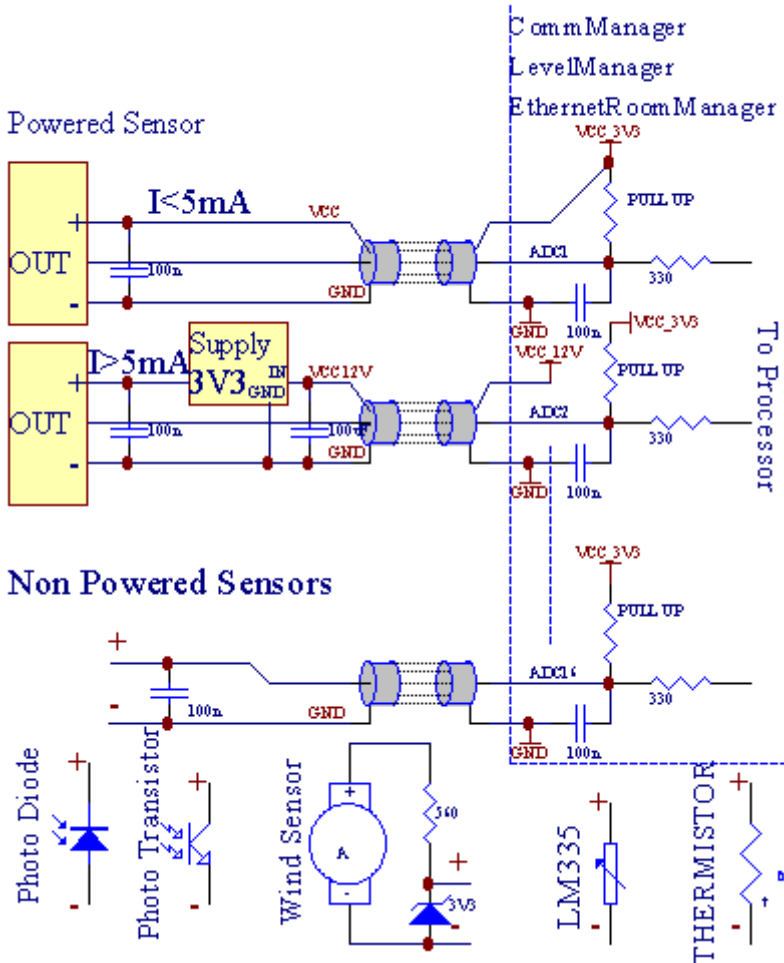 CommManager
LevelManager
EthernetRoomManager
Powered Sensor
VCC_3V3
+
I<5mA
VCC
PULL UP
OUT
100n
ADC1
330
-
GND
GND
100n
VCC_3V3
I>5mA
Supply
3V3
IN
GND
VCC12V
VCC_12V
PULL UP
+
OUT
100n
100n
ADC2
330
-
GND
GND
100n
To Processor
VCC_3V3
Non Powered Sensors
PULL UP
+
ADC16
330
-
100n
GND
GND
100n
Photo Diode
+
-
Photo Transistor
+
-
Wind Sensor
+
A
-
560
+
3V3
-
LM335
+
-
THERMISTOR
+
t
-